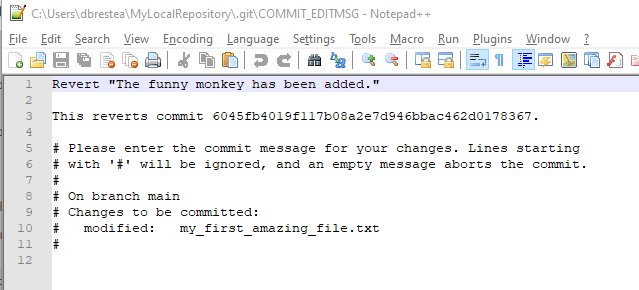 C:\Users\dbrestea\MyLocalRepository\.git\COMMIT_EDITMSG - Notepad++
File Edit Search View Encoding Language Settings Tools Macro Run Plugins Window ?
1 Revert "The funny monkey has been added."
2
3 This reverts commit 6045fb4019f117b08a2e7d946bbac462d0178367.
4
5 # Please enter the commit message for your changes. Lines starting
6 # with '#' will be ignored, and an empty message aborts the commit.
7 #
8 # On branch main
9 # Changes to be committed:
10 #   modified:   my_first_amazing_file.txt
11 #
12